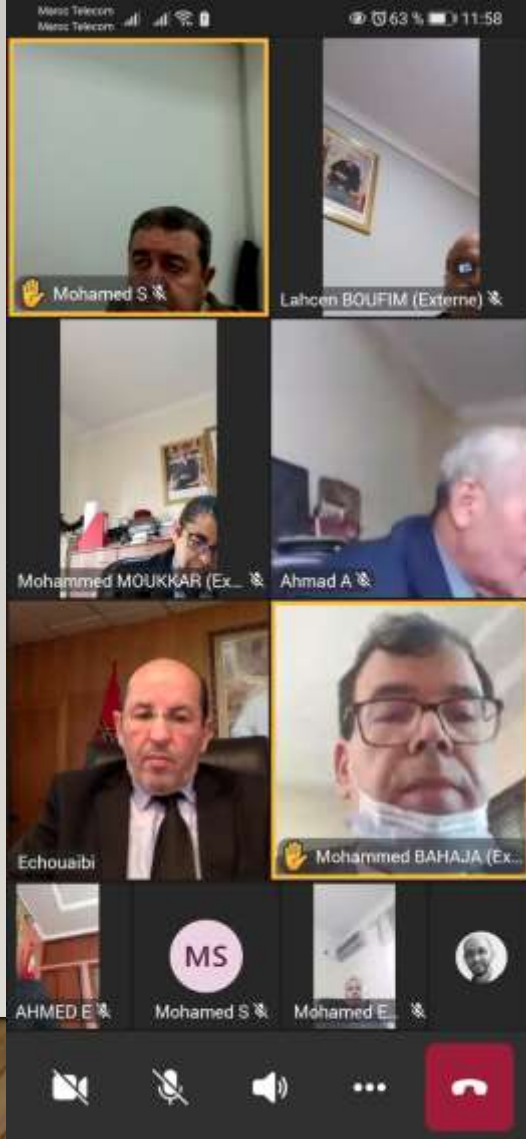 Maroc Telecom
Maroc Telecom
63 % 11:58
Mohamed S
Lahcen BOUFIM (Externe)
Mohammed MOUKKAR (Ex...
Ahmad A
Echouaibi
Mohammed BAHAJA (Ex...
AHMED E
MS
Mohamed S
Mohamed E...